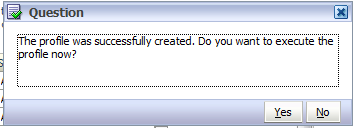 Question
The profile was successfully created. Do you want to execute the
profile now?
Yes No